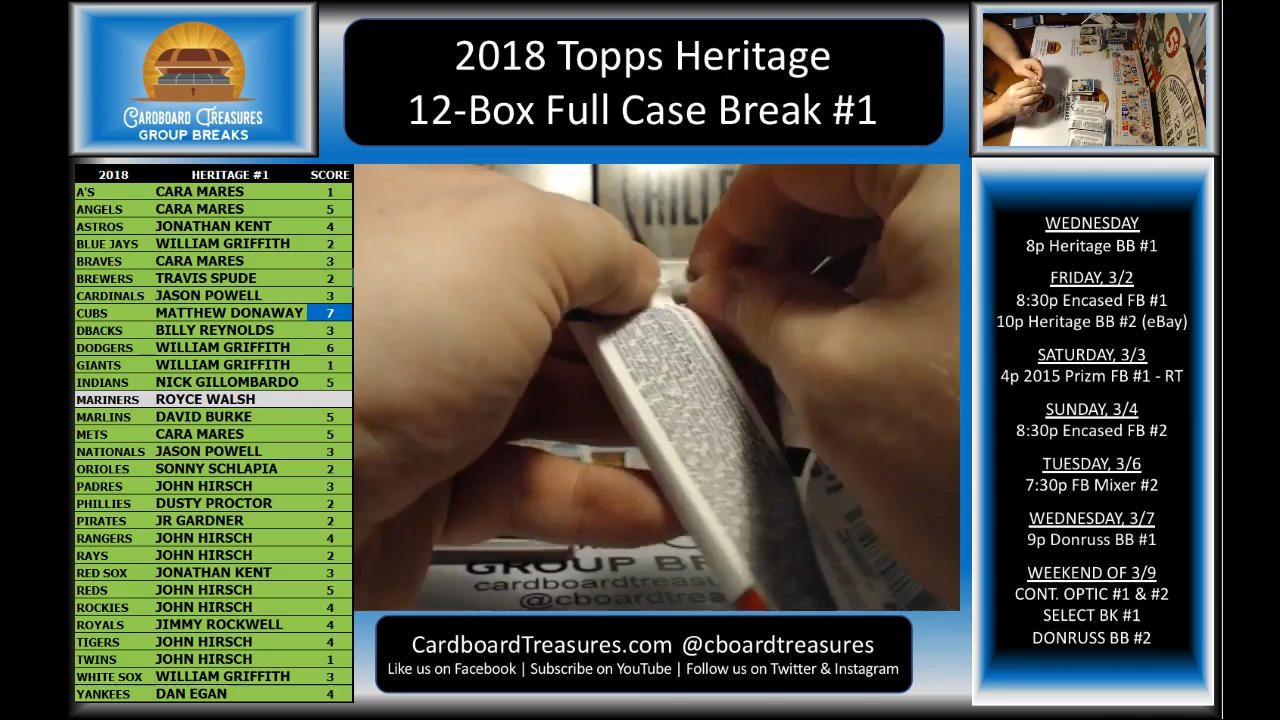 CARDBOARD TREASURES
GROUP BREAKS
2018 Topps Heritage
12-Box Full Case Break #1
2018 HERITAGE #1 SCORE
A'S CARA MARES 1
ANGELS CARA MARES 5
ASTROS JONATHAN KENT 4
BLUE JAYS WILLIAM GRIFFITH 2
BRAVES CARA MARES 3
BREWERS TRAVIS SPUDE 2
CARDINALS JASON POWELL 3
CUBS MATTHEW DONAWAY 7
DBACKS BILLY REYNOLDS 3
DODGERS WILLIAM GRIFFITH 6
GIANTS WILLIAM GRIFFITH 1
INDIANS NICK GILLOMBARDO 5
MARINERS ROYCE WALSH
MARLINS DAVID BURKE 5
METS CARA MARES 5
NATIONALS JASON POWELL 3
ORIOLES SONNY SCHLAPIA 2
PADRES JOHN HIRSCH 3
PHILLIES DUSTY PROCTOR 2
PIRATES JR GARDNER 2
RANGERS JOHN HIRSCH 4
RAYS JOHN HIRSCH 2
RED SOX JONATHAN KENT 3
REDS JOHN HIRSCH 5
ROCKIES JOHN HIRSCH 4
ROYALS JIMMY ROCKWELL 4
TIGERS JOHN HIRSCH 4
TWINS JOHN HIRSCH 1
WHITE SOX WILLIAM GRIFFITH 3
YANKEES DAN EGAN 4
GROUP BR
cardboardtreasu
@cboardtreas
CardboardTreasures.com @cboardtreasures
Like us on Facebook | Subscribe on YouTube | Follow us on Twitter & Instagram
WEDNESDAY
8p Heritage BB #1
FRIDAY, 3/2
8:30p Encased FB #1
10p Heritage BB #2 (eBay)
SATURDAY, 3/3
4p 2015 Prizm FB #1 - RT
SUNDAY, 3/4
8:30p Encased FB #2
TUESDAY, 3/6
7:30p FB Mixer #2
WEDNESDAY, 3/7
9p Donruss BB #1
WEEKEND OF 3/9
CONT. OPTIC #1 & #2
SELECT BK #1
DONRUSS BB #2